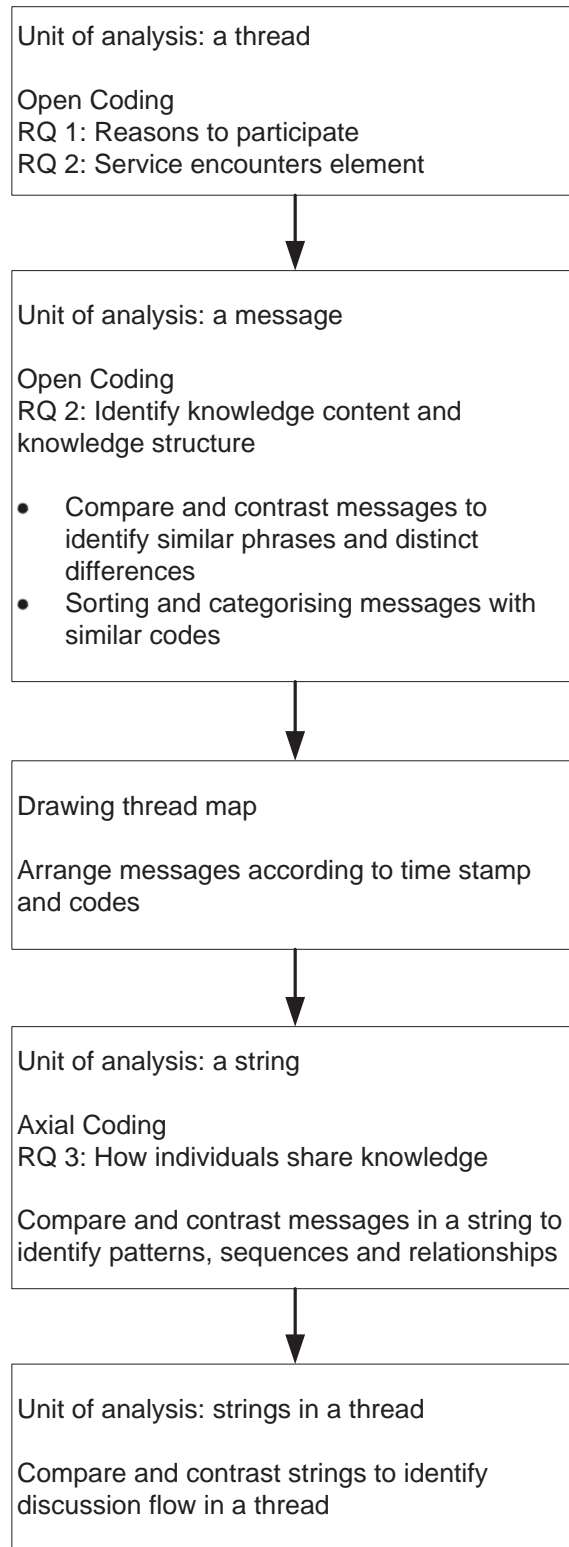 Unit of analysis: a thread
Open Coding
RQ 1: Reasons to participate
RQ 2: Service encounters element
Unit of analysis: a message
Open Coding
RQ 2: Identify knowledge content and
knowledge structure
• Compare and contrast messages to
identify similar phrases and distinct
differences
• Sorting and categorising messages with
similar codes
Drawing thread map
Arrange messages according to time stamp
and codes
Unit of analysis: a string
Axial Coding
RQ 3: How individuals share knowledge
Compare and contrast messages in a string to
identify patterns, sequences and relationships
Unit of analysis: strings in a thread
Compare and contrast strings to identify
discussion flow in a thread